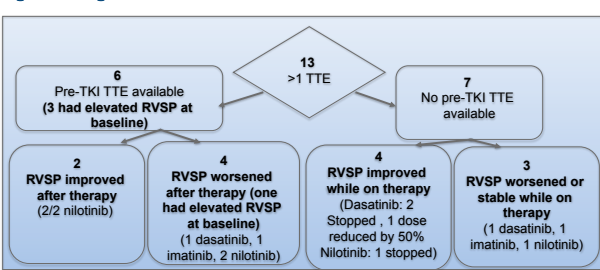 13
>1 TTE
6
Pre-TKI TTE available
(3 had elevated RVSP at
baseline)
7
No pre-TKI TTE
available
2
RVSP improved
after therapy
(2/2 nilotinib)
4
RVSP worsened
after therapy (one
had elevated RVSP
at baseline)
(1 dasatinib, 1
imatinib, 2 nilotinib)
4
RVSP improved
while on therapy
(Dasatinib: 2
Stopped , 1 dose
reduced by 50%
Nilotinib: 1 stopped)
3
RVSP worsened or
stable while on
therapy
(1 dasatinib, 1
imatinib, 1 nilotinib)